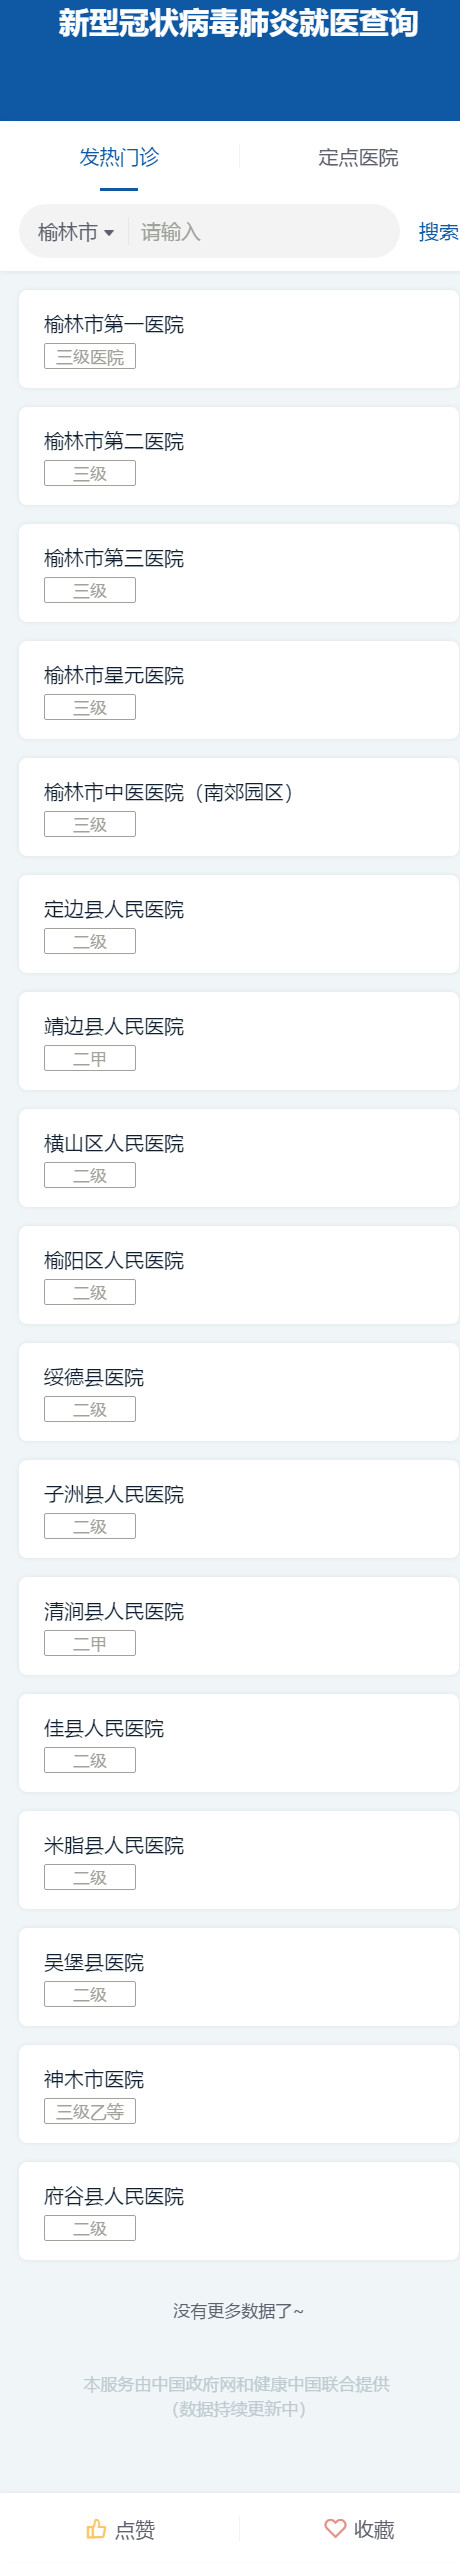 新型冠状病毒肺炎就医查询
发热门诊 定点医院
榆林市 请输入 搜索
榆林市第一医院
三级医院
榆林市第二医院
三级
榆林市第三医院
三级
榆林市星元医院
三级
榆林市中医医院（南郊园区）
三级
定边县人民医院
二级
靖边县人民医院
二甲
横山区人民医院
二级
榆阳区人民医院
二级
绥德县医院
二级
子洲县人民医院
二级
清涧县人民医院
二甲
佳县人民医院
二级
米脂县人民医院
二级
吴堡县医院
二级
神木市医院
三级乙等
府谷县人民医院
二级
没有更多数据了~
本服务由中国政府网和健康中国联合提供
（数据持续更新中）
点赞 收藏